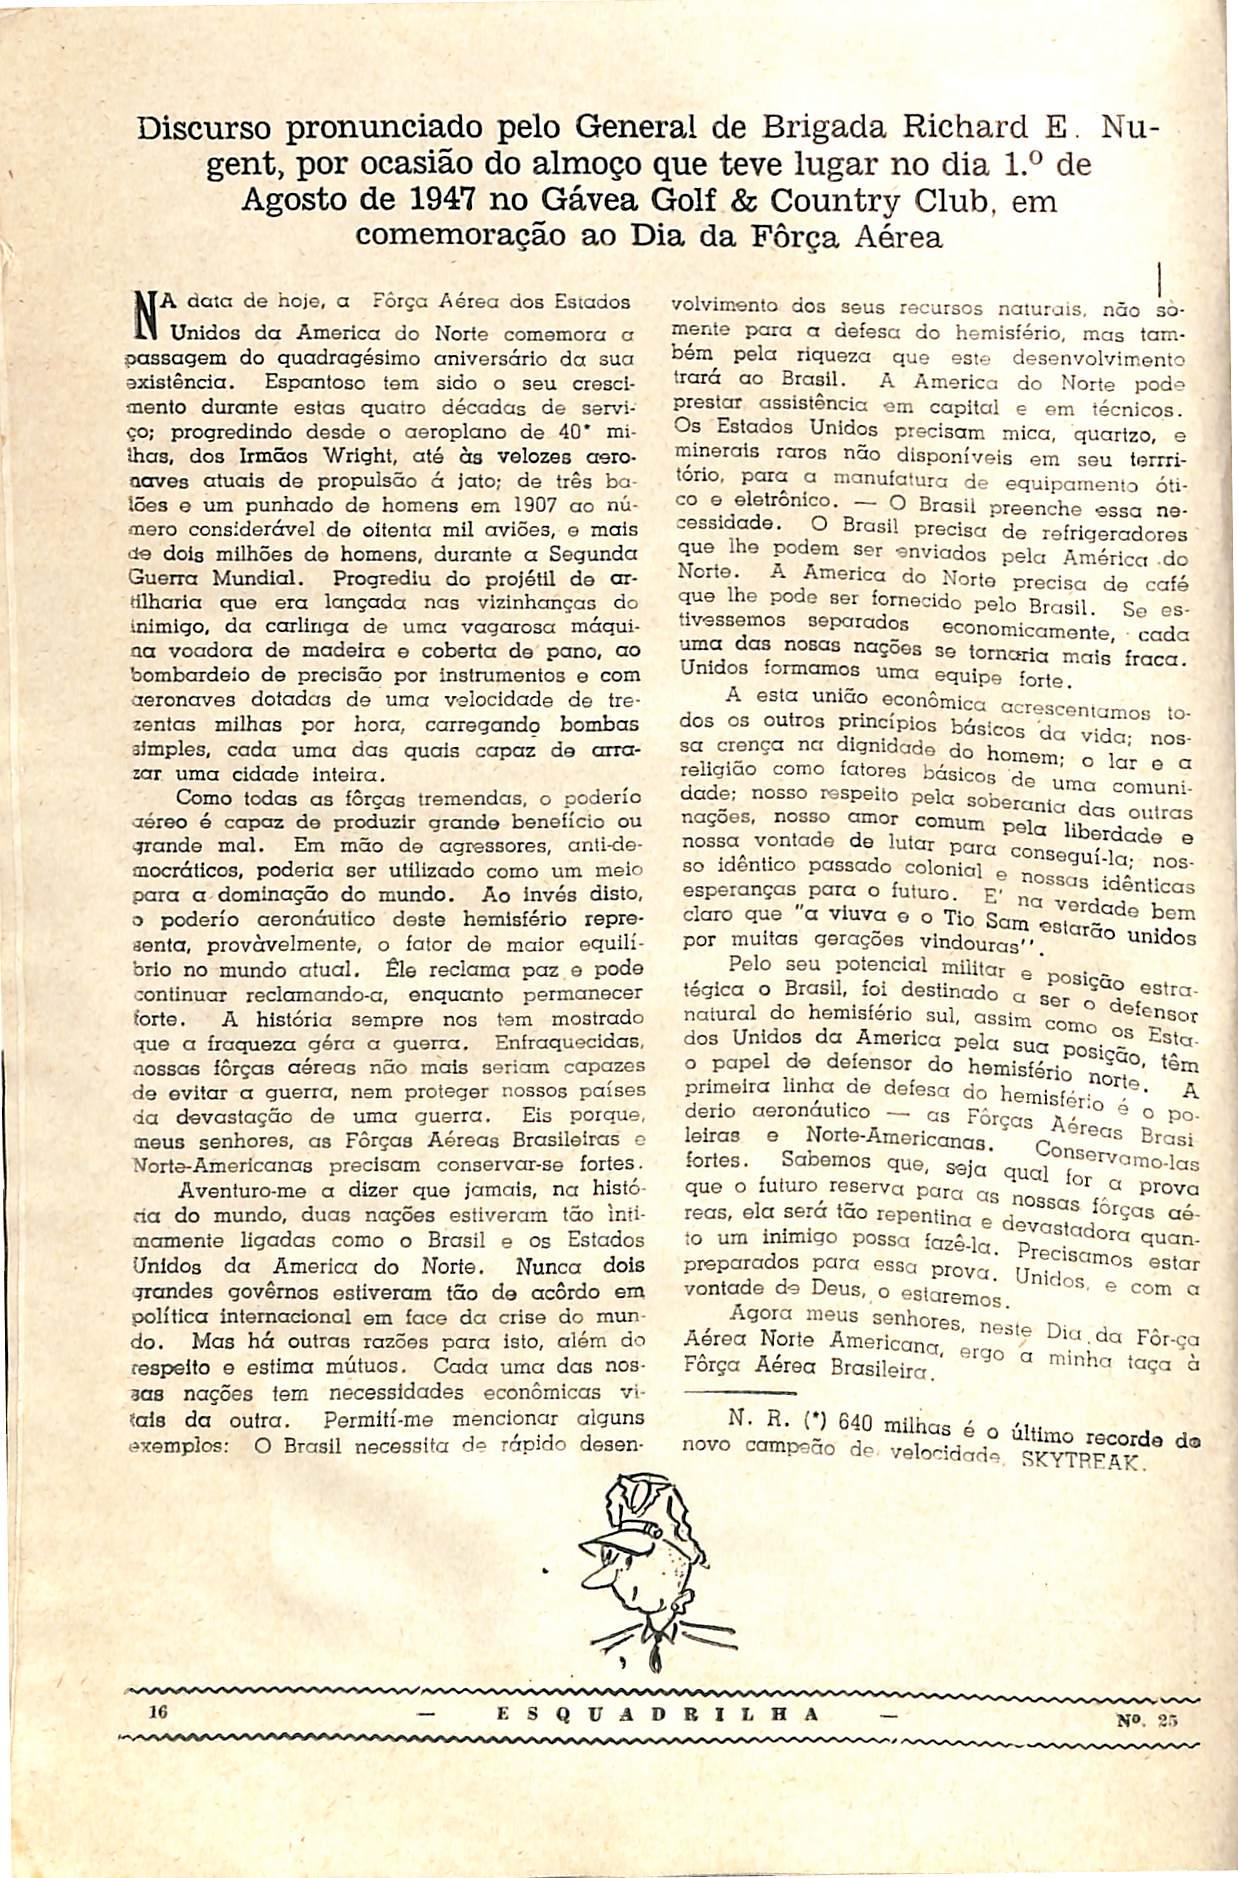 Discurso pronunciado pelo General de Brigada Richard E. Nu-
gent, por ocasião do almoço que teve lugar no dia 1.º de
Agosto de 1947 no Gávea Golf & Country Club, em
comemoração ao Dia da Fôrça Aérea
NA data de hoje, a Fôrça Aérea dos Estados
Unidos da America do Norte comemora a
passagem do quadragésimo aniversário da sua
existência. Espantoso tem sido o seu cresci-
mento durante estas quatro décadas de servi-
ço; progredindo desde o aeroplano de 40* mi-
lhas, dos Irmãos Wright, até às velozes aero-
naves atuais de propulsão á jato; de três ba-
lões e um punhado de homens em 1907 ao nú-
mero considerável de oitenta mil aviões, e mais
de dois milhões de homens, durante a Segunda
Guerra Mundial. Progrediu do projétil de ar-
tilharia que era lançada nas vizinhanças do
inimigo, da carlinga de uma vagarosa máqui-
na voadora de madeira e coberta de pano, ao
bombardeio de precisão por instrumentos e com
aeronaves dotadas de uma velocidade de tre-
zentas milhas por hora, carregando bombas
simples, cada uma das quais capaz de arra-
zar uma cidade inteira.
Como todas as fôrças tremendas, o poderío
aéreo é capaz de produzir grande benefício ou
grande mal. Em mão de agressores, anti-de-
mocráticos, poderia ser utilizado como um meio
para a dominação do mundo. Ao invés disto,
o poderío aeronáutico deste hemisfério repre-
senta, provàvelmente, o fator de maior equilí-
brio no mundo atual. Êle reclama paz e pode
continuar reclamando-a, enquanto permanecer
forte. A história sempre nos tem mostrado
que a fraqueza géra a guerra. Enfraquecidas,
nossas fôrças aéreas não mais seriam capazes
de evitar a guerra, nem proteger nossos países
da devastação de uma guerra. Eis porque,
meus senhores, as Fôrças Aéreas Brasileiras e
Norte-Americanas precisam conservar-se fortes.
Aventuro-me a dizer que jamais, na histó-
ria do mundo, duas nações estiveram tão inti-
mamente ligadas como o Brasil e os Estados
Unidos da America do Norte. Nunca dois
grandes govêrnos estiveram tão de acôrdo em
política internacional em face da crise do mun-
do. Mas há outras razões para isto, além do
respeito e estima mútuos. Cada uma das nos-
sas nações tem necessidades econômicas vi-
tais da outra. Permití-me mencionar alguns
exemplos: O Brasil necessita de rápido desen-
volvimento dos seus recursos naturais, não sò-
mente para a defesa do hemisfério, mas tam-
bém pela riqueza que este desenvolvimento
trará ao Brasil. A America do Norte pode
prestar assistência em capital e em técnicos.
Os Estados Unidos precisam mica, quartzo, e
minerais raros não disponíveis em seu terrri-
tório, para a manufatura de equipamento óti-
co e eletrônico. — O Brasil preenche essa ne-
cessidade. O Brasil precisa de refrigeradores
que lhe podem ser enviados pela América do
Norte. A America do Norte precisa de café
que lhe pode ser fornecido pelo Brasil. Se es-
tivessemos separados economicamente, cada
uma das nosas nações se tornaria mais fraca.
Unidos formamos uma equipe forte.
A esta união econômica acrescentamos to-
dos os outros princípios básicos da vida; nos-
sa crença na dignidade do homem; o lar e a
religião como fatores básicos de uma comuni-
dade; nosso respeito pela soberania das outras
nações, nosso amor comum pela liberdade e
nossa vontade de lutar para conseguí-la; nos-
so idêntico passado colonial e nossas idênticas
esperanças para o futuro. E' na verdade bem
claro que "a viuva e o Tio Sam estarão unidos
por muitas gerações vindouras".
Pelo seu potencial militar e posição estra-
tégica o Brasil, foi destinado a ser o defensor
natural do hemisfério sul, assim como os Esta-
dos Unidos da America pela sua posição, têm
o papel de defensor do hemisfério norte. A
primeira linha de defesa do hemisfério é o po-
derio aeronáutico — as Fôrças Aéreas Brasi
leiras e Norte-Americanas. Conservamo-las
fortes. Sabemos que, seja qual for a prova
que o futuro reserva para as nossas fôrças aé-
reas, ela será tão repentina e devastadora quan-
to um inimigo possa fazê-la. Precisamos estar
preparados para essa prova. Unidos, e com a
vontade de Deus, o estaremos.
Agora meus senhores, neste Dia da Fôr-ça
Aérea Norte Americana, ergo a minha taça à
Fôrça Aérea Brasileira.
N. R. (*) 640 milhas é o último recorde do
novo campeão de velocidade, SKYTREAK.
16 — ESQUADRILHA — Nº. 25